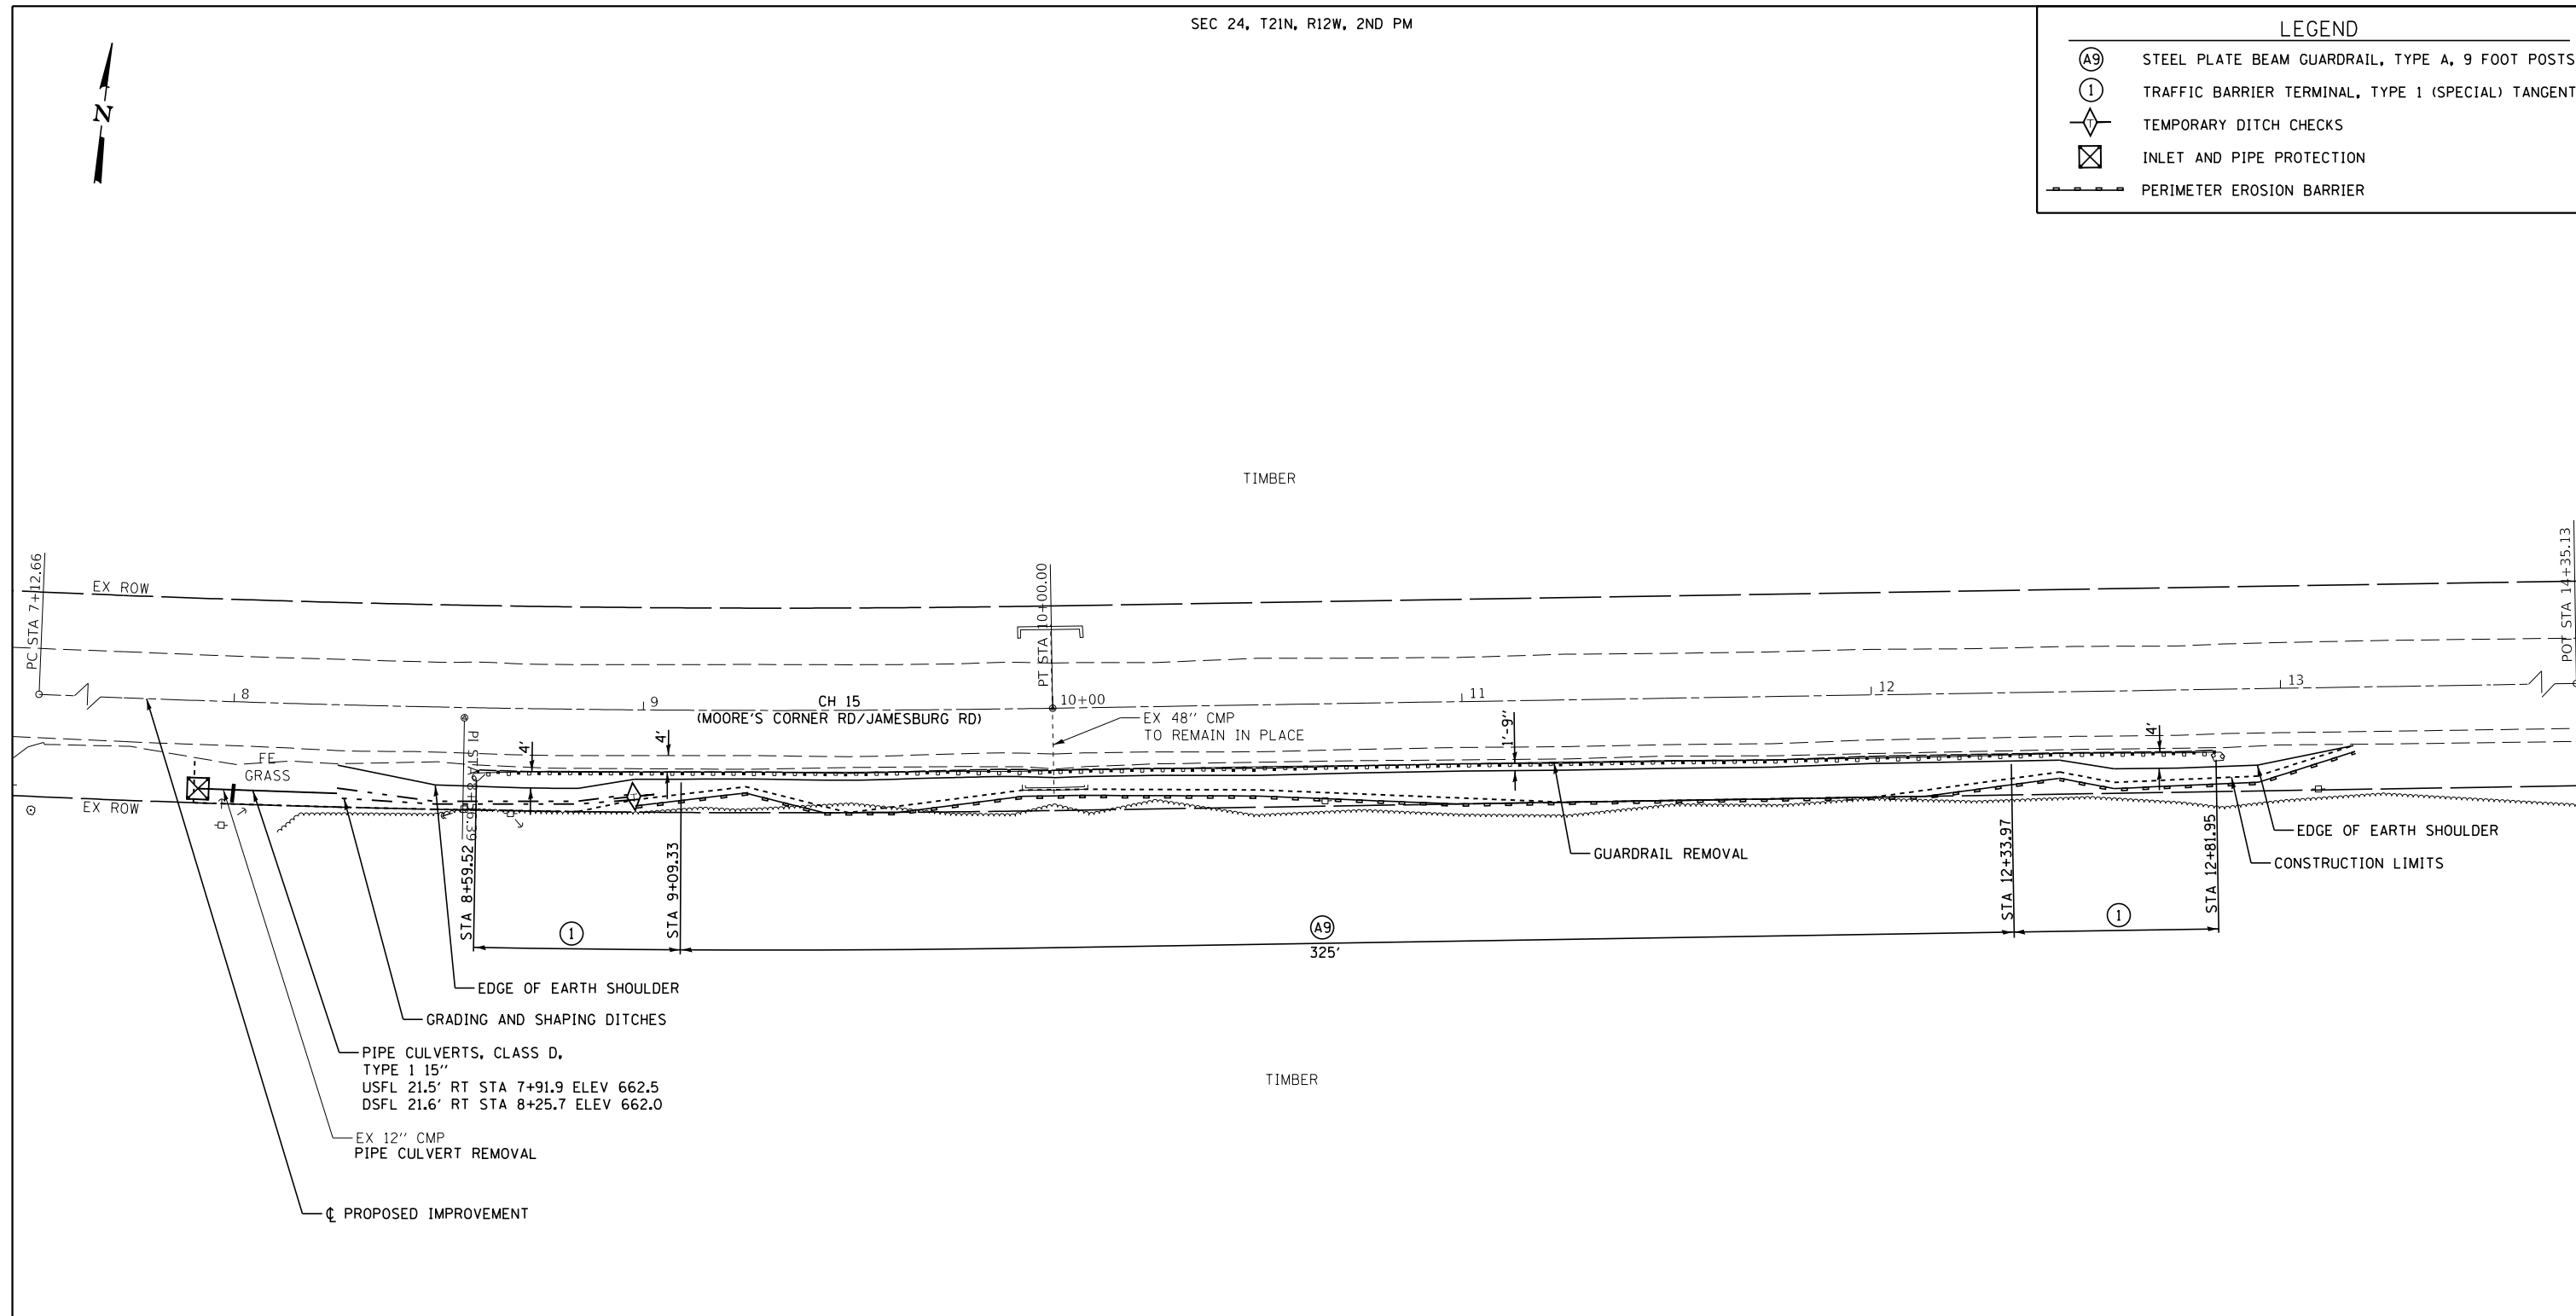 SEC 24, T21N, R12W, 2ND PM
LEGEND
A9 STEEL PLATE BEAM GUARDRAIL, TYPE A, 9 FOOT POSTS
1 TRAFFIC BARRIER TERMINAL, TYPE 1 (SPECIAL) TANGENT
T TEMPORARY DITCH CHECKS
INLET AND PIPE PROTECTION
PERIMETER EROSION BARRIER
N
TIMBER
PC STA 7+12.66
EX ROW
PT STA 10+00.00
POT STA 14+35.13
8
9
CH 15
(MOORE'S CORNER RD/JAMESBURG RD)
10+00
11
12
13
EX 48" CMP
TO REMAIN IN PLACE
FE
GRASS
EX ROW
4'
4'
1'-9"
4'
T
STA 8+59.52
STA 9+09.33
STA 12+33.97
STA 12+81.95
GUARDRAIL REMOVAL
EDGE OF EARTH SHOULDER
CONSTRUCTION LIMITS
1
A9
325'
1
EDGE OF EARTH SHOULDER
GRADING AND SHAPING DITCHES
PIPE CULVERTS, CLASS D,
TYPE 1 15"
USFL 21.5' RT STA 7+91.9 ELEV 662.5
DSFL 21.6' RT STA 8+25.7 ELEV 662.0
TIMBER
EX 12" CMP
PIPE CULVERT REMOVAL
℄ PROPOSED IMPROVEMENT